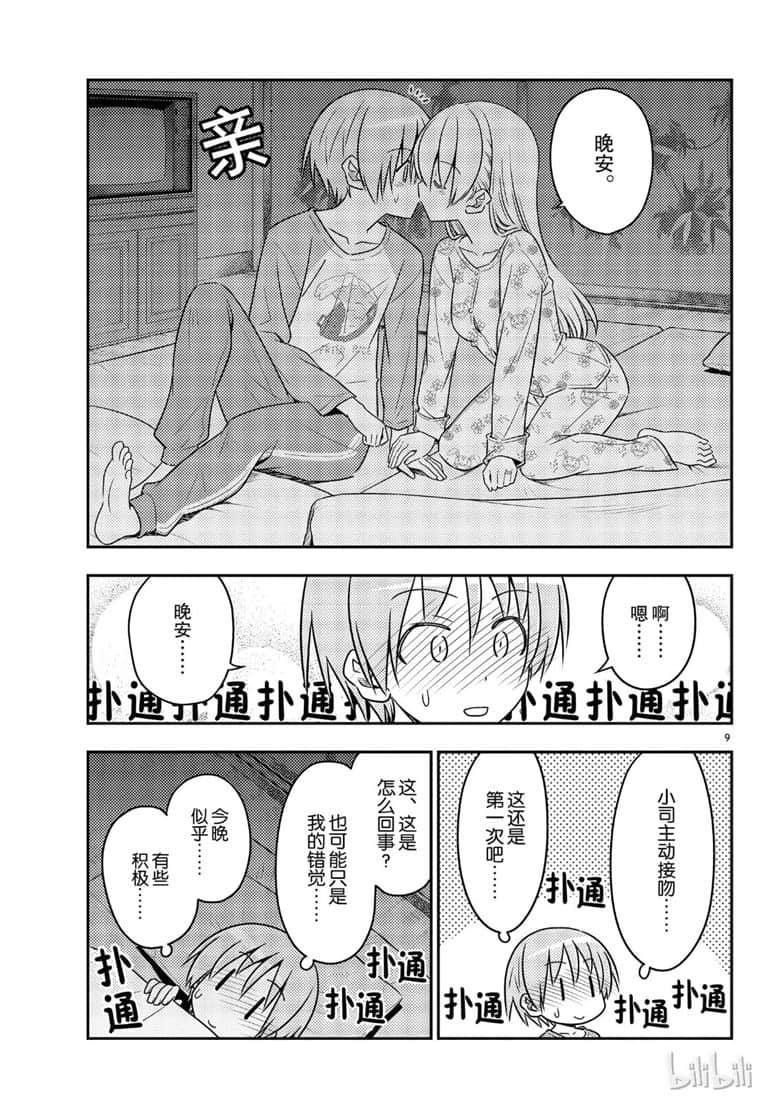 晚安。
亲
啊……
嗯……
晚安……
扑通扑通扑通扑通
扑通扑通扑通
9
小司主动接吻……
这还是
第一次吧……
扑通
扑通
扑通
扑通
这、这是
怎么回事？
也可能只是
我的错觉……
今晚
似乎……
有些
积极……
扑通
扑通
扑通
扑通
bilibili